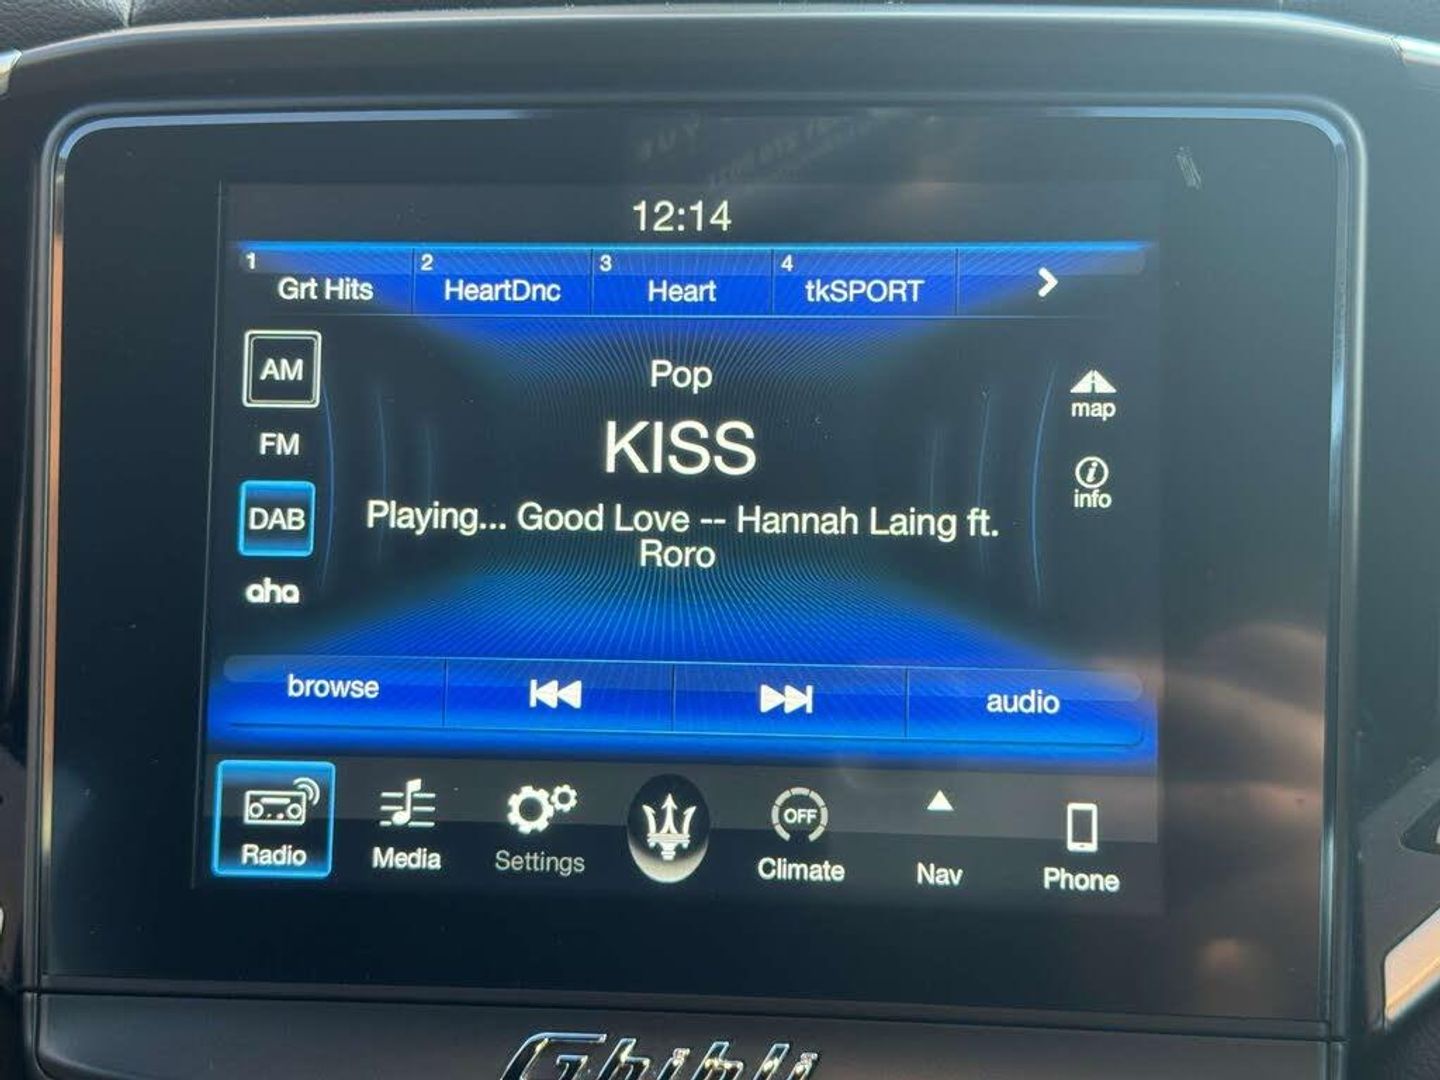 12:14
1 Grt Hits
2 HeartDnc
3 Heart
4 tkSPORT
AM
FM
DAB
aha
Pop
KISS
Playing... Good Love -- Hannah Laing ft.
Roro
map
i
info
browse
audio
Radio
Media
Settings
OFF
Climate
Nav
Phone
Ghibli